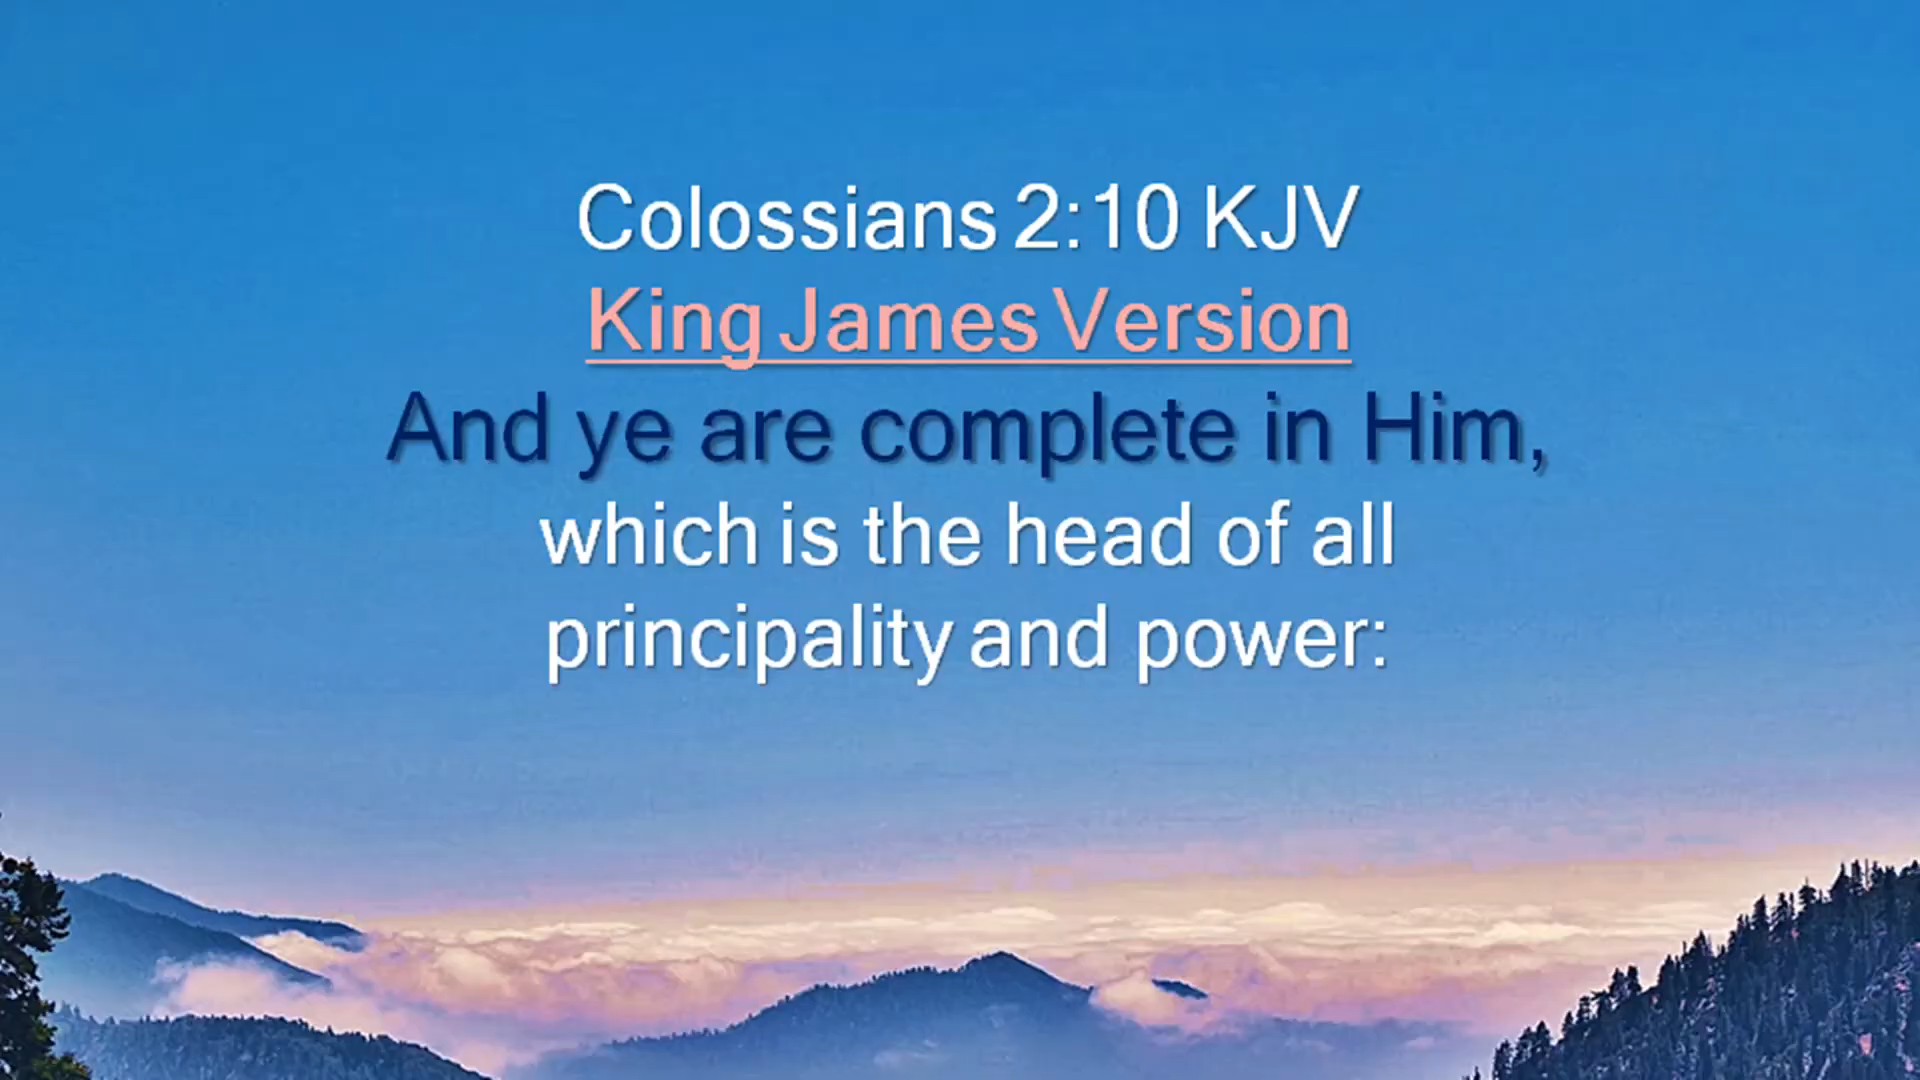 Colossians 2:10 KJV
King James Version
And ye are complete in Him,
which is the head of all
principality and power: